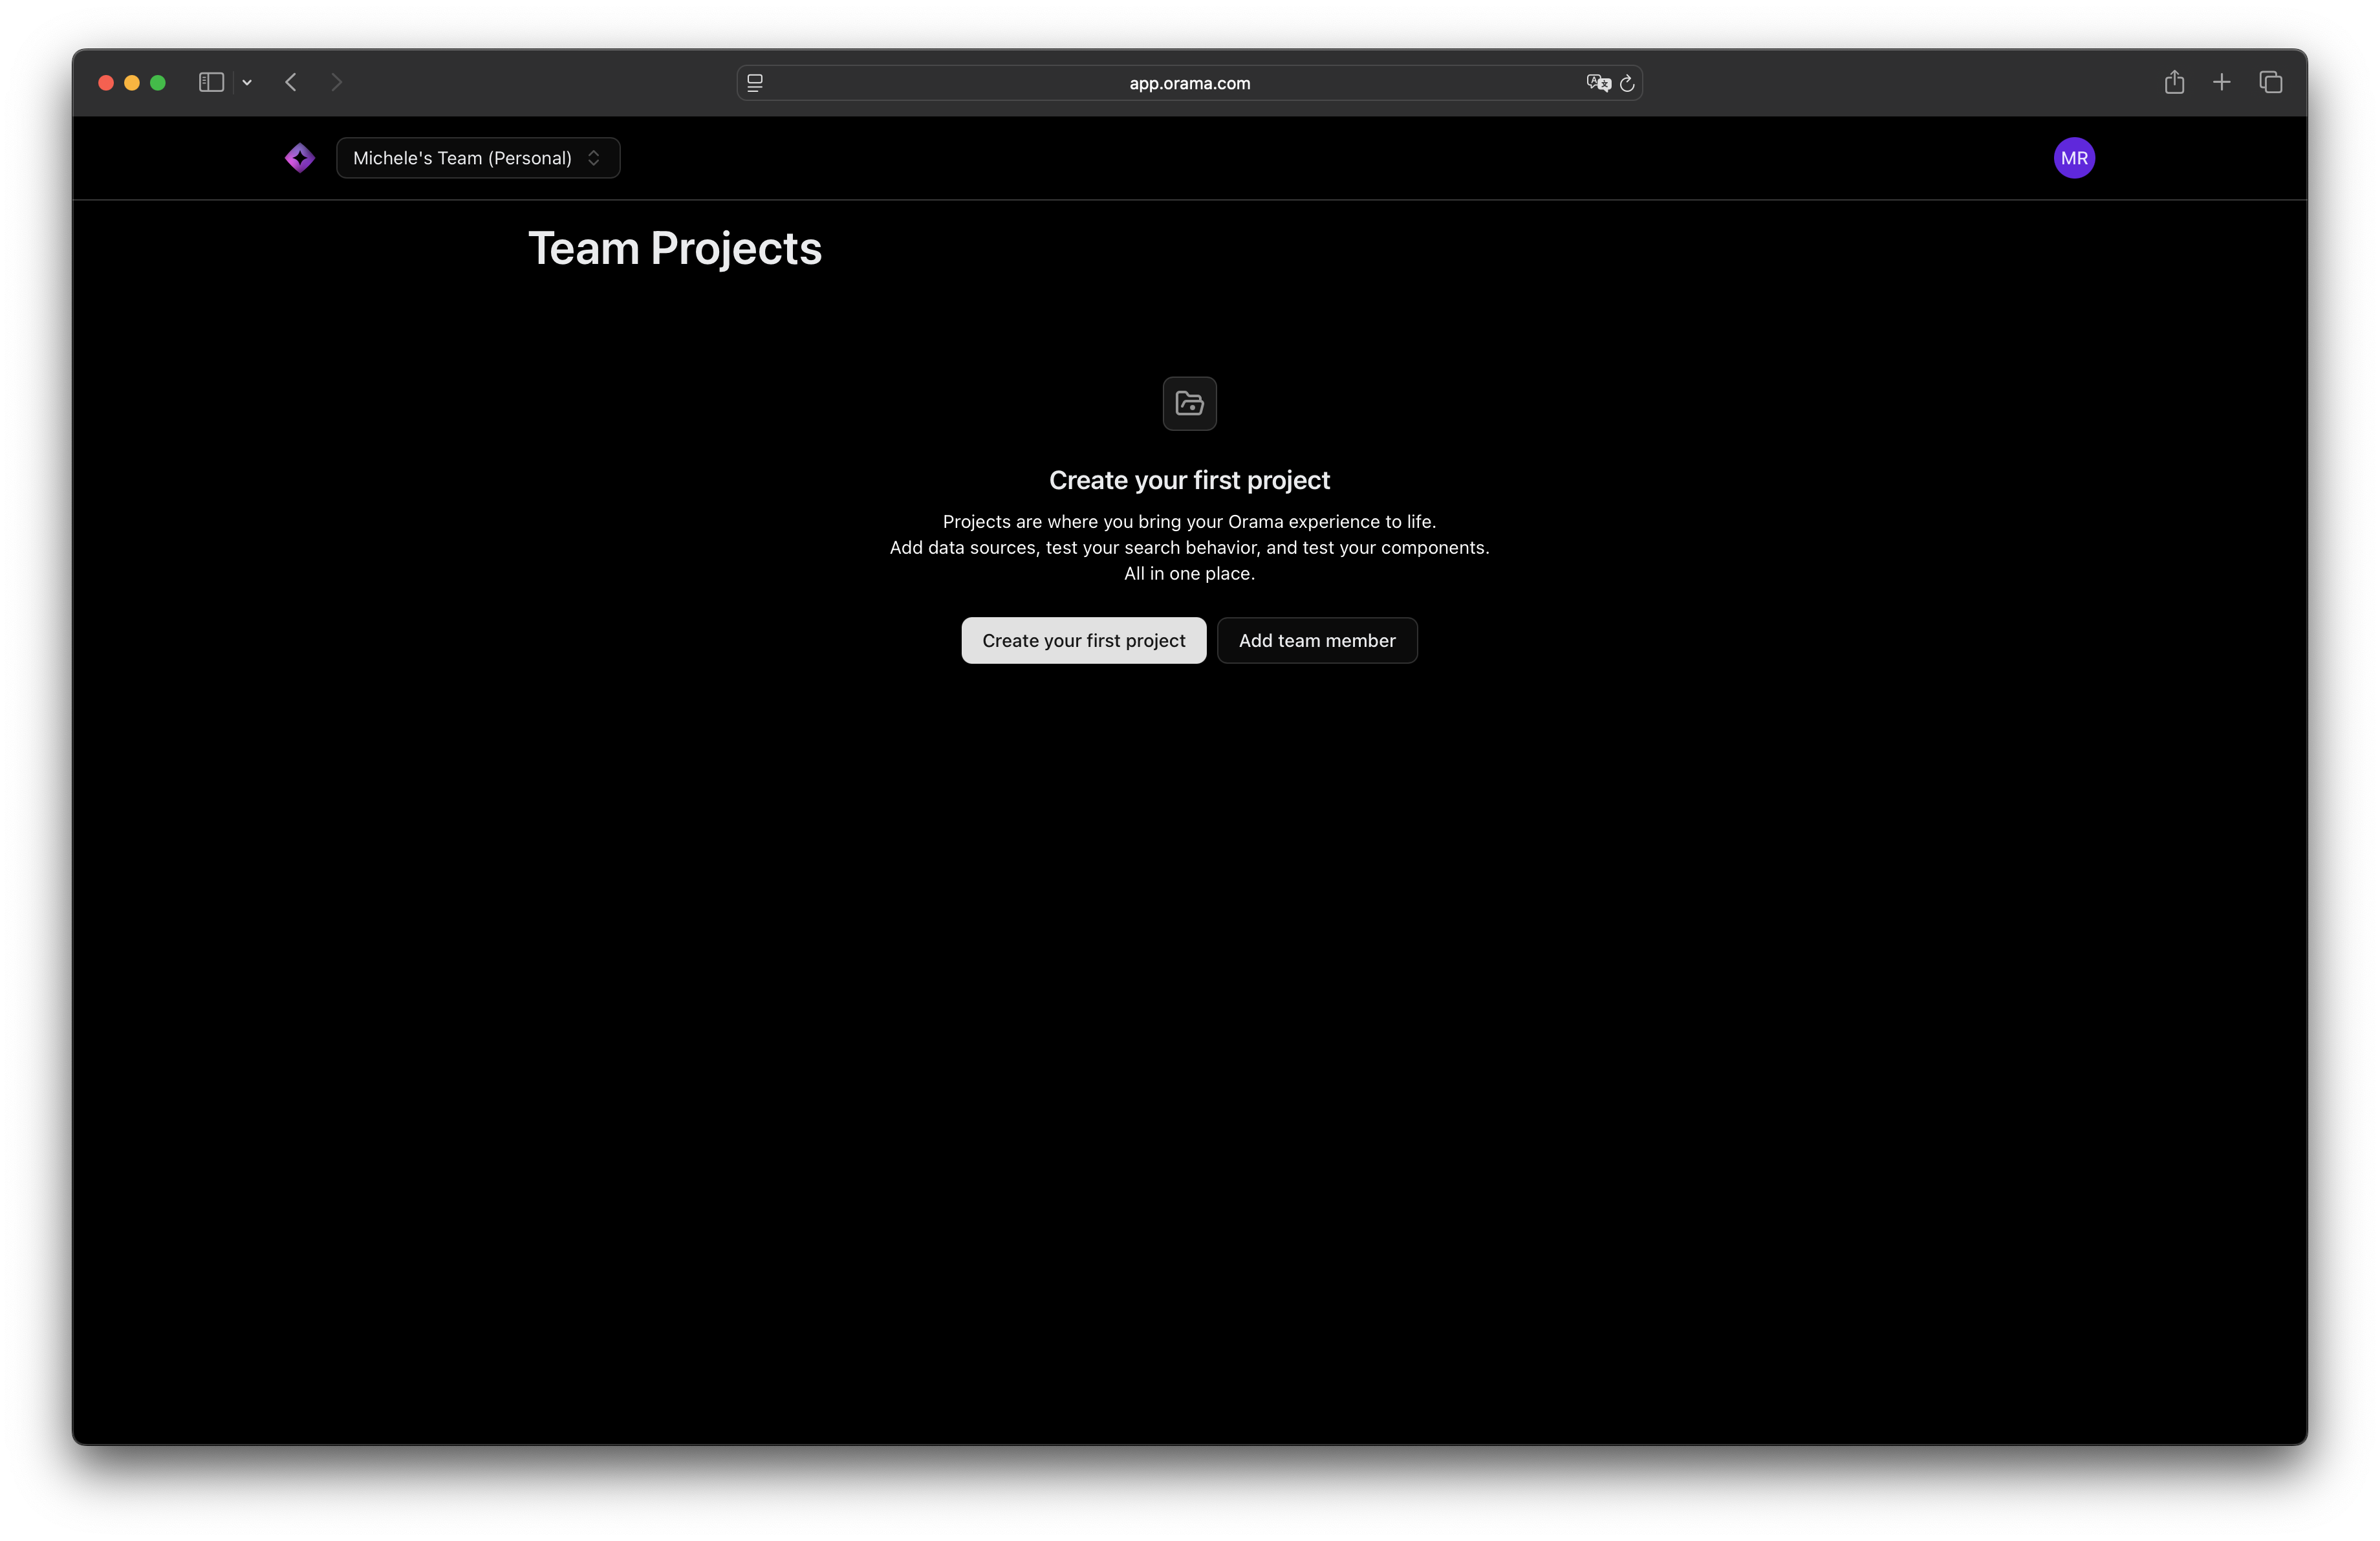 app.orama.com
Michele's Team (Personal)
MR
Team Projects
Create your first project
Projects are where you bring your Orama experience to life.
Add data sources, test your search behavior, and test your components.
All in one place.
Create your first project
Add team member